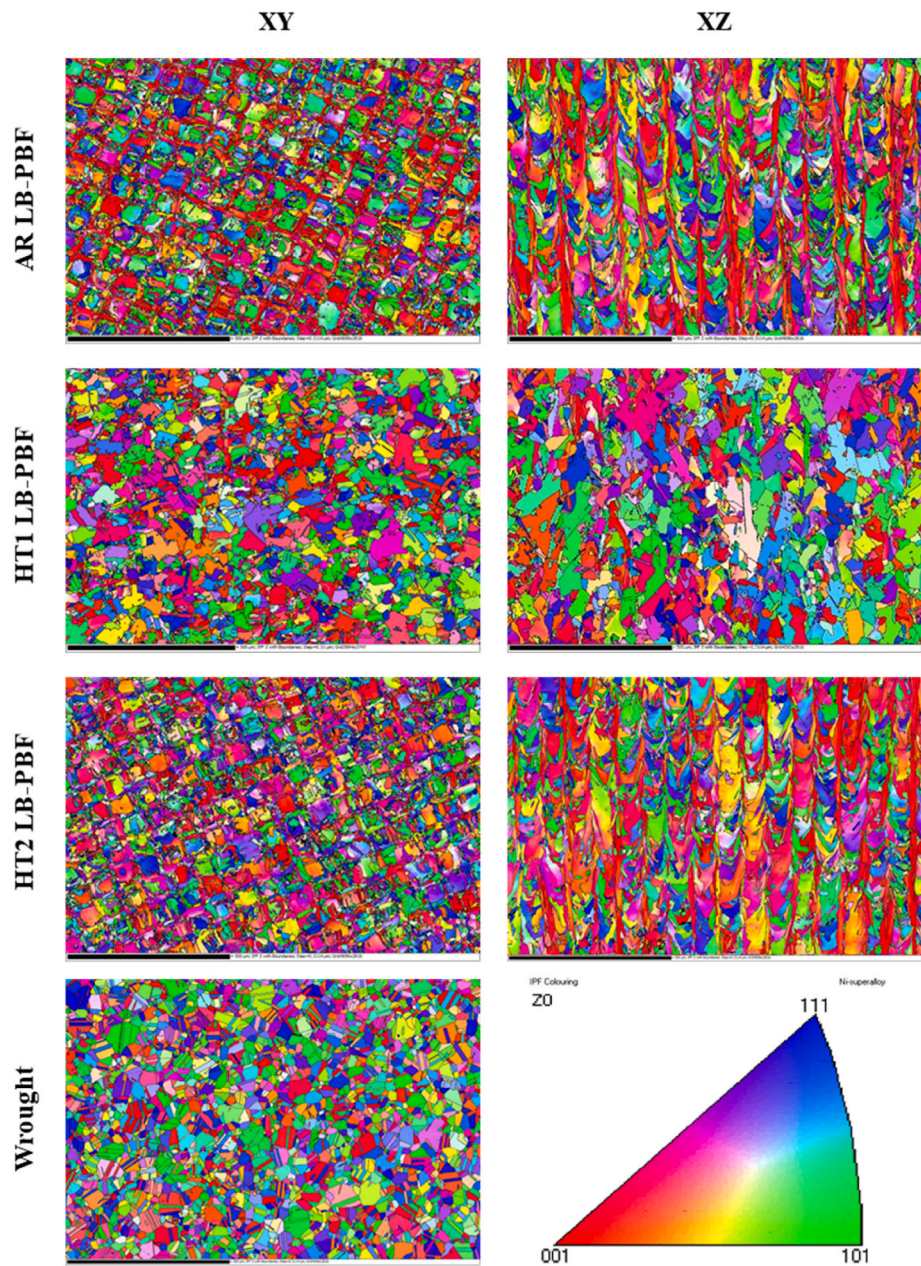 XY
XZ
AR LB-PBF
HT1 LB-PBF
HT2 LB-PBF
Wrought
IPF Colouring
Ni-superalloy
Z0
111
001
101